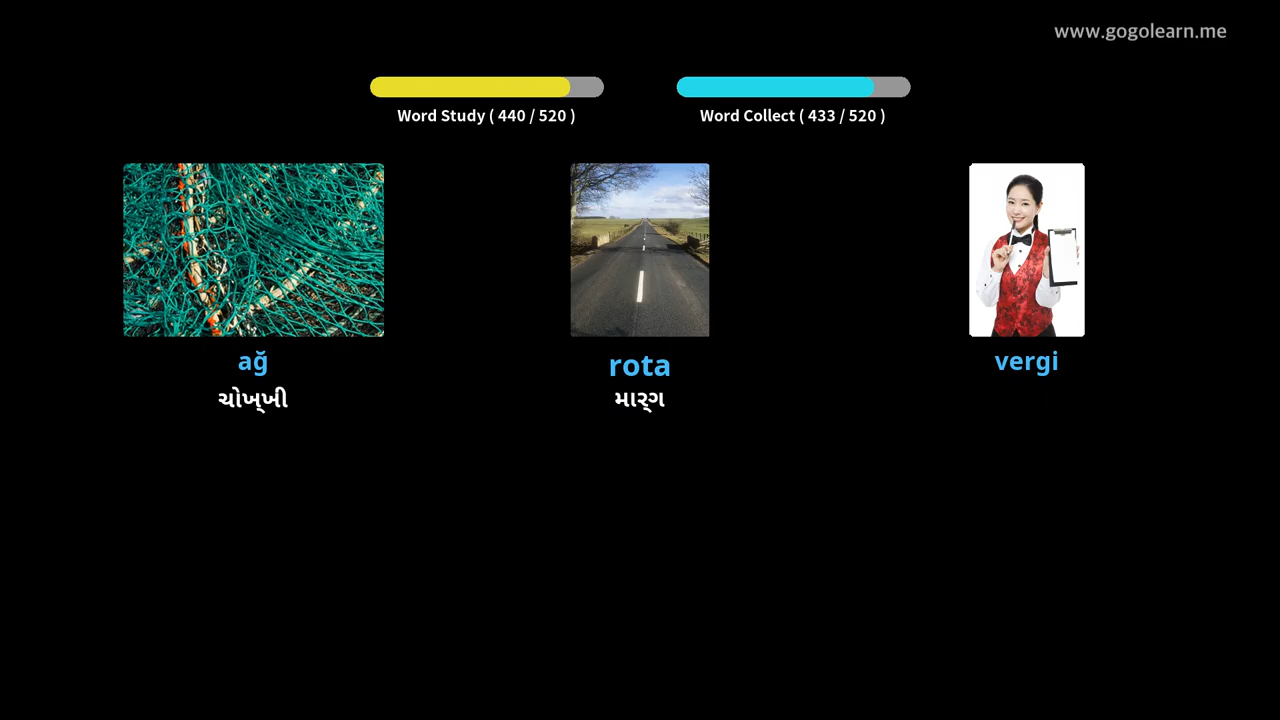 www.gogolearn.me
Word Study ( 440 / 520 )
Word Collect ( 433 / 520 )
ağ
rota
vergi
ચોખ્ખી
માર્ગ